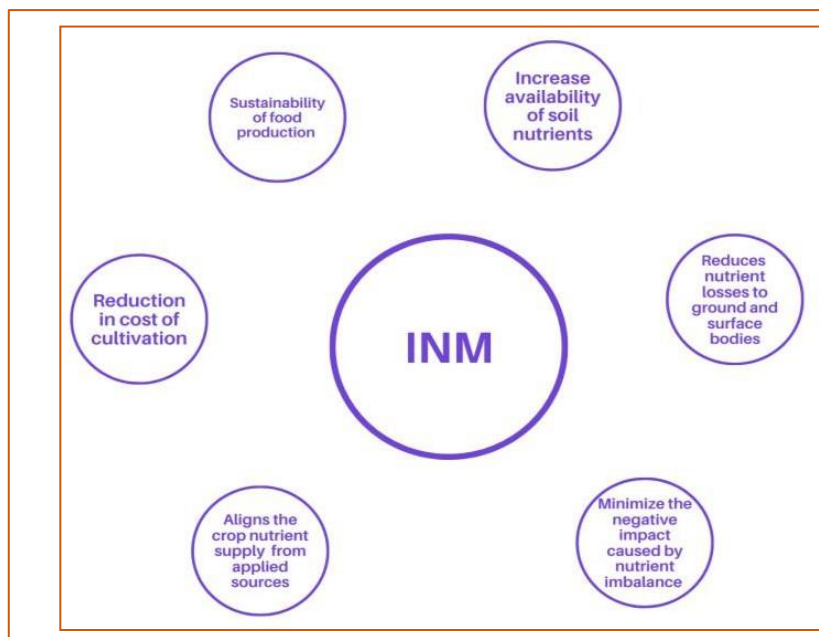 Sustainability
of food
production
Increase
availability
of soil
nutrients
Reduction
in cost of
cultivation
INM
Reduces
nutrient
losses to
ground and
surface
bodies
Aligns the
crop nutrient
supply from
applied
sources
Minimize the
negative
impact
caused by
nutrient
imbalance